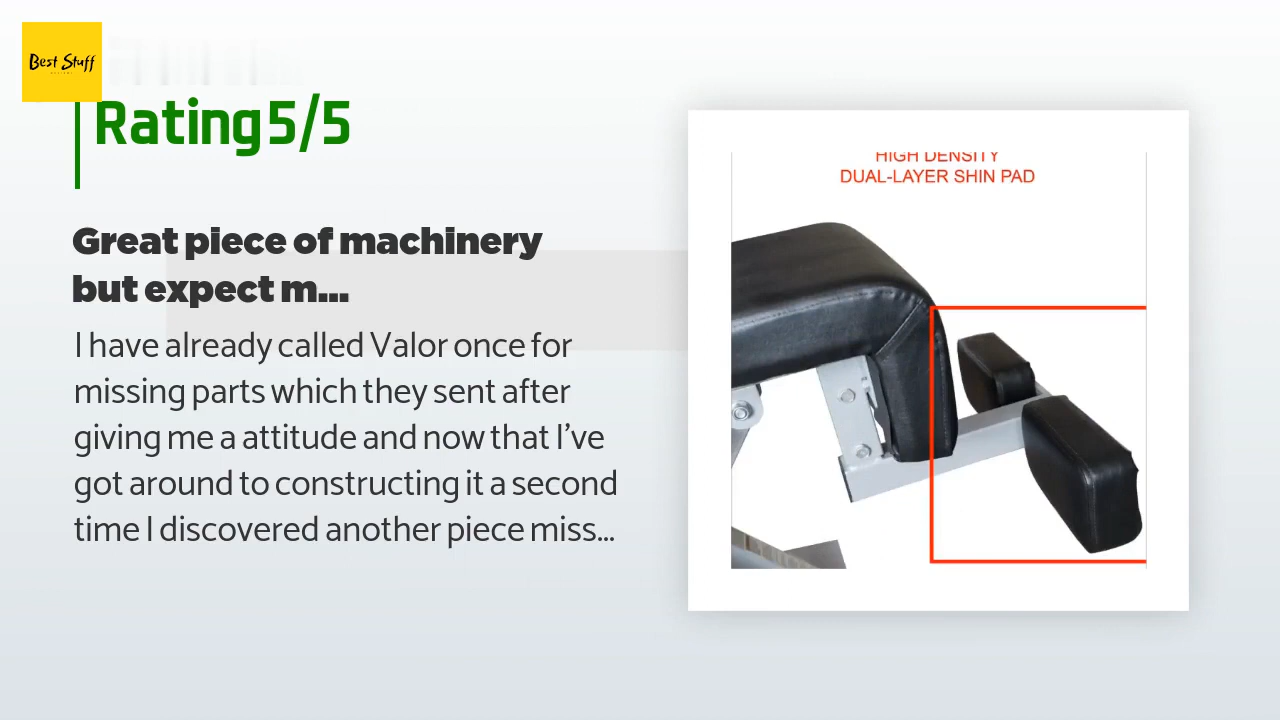 Best Stuff
Rating 5/5
Great piece of machinery
but expect m...
I have already called Valor once for
missing parts which they sent after
giving me a attitude and now that I've
got around to constructing it a second
time I discovered another piece miss...
HIGH DENSITY
DUAL-LAYER SHIN PAD